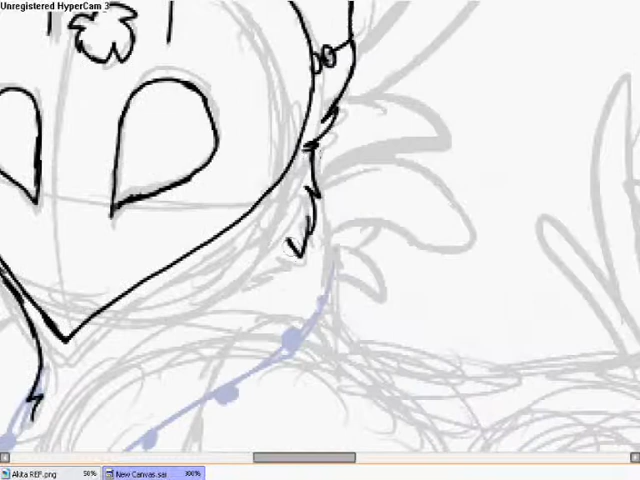 Unregistered HyperCam 3
Akita REF.png 50% New Canvas.sai 300%